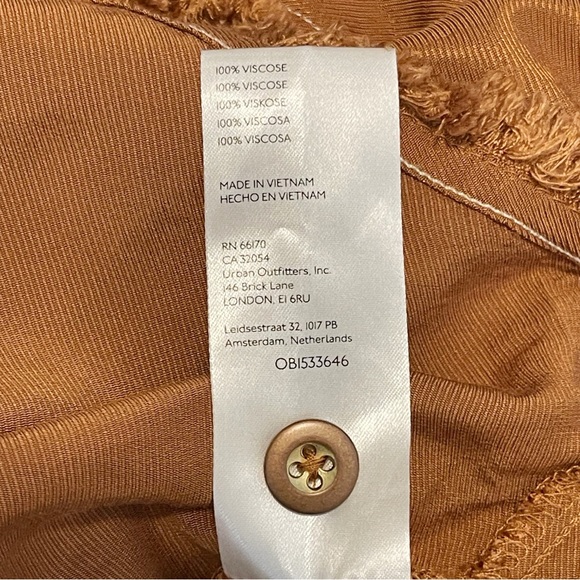 100% VISCOSE
100% VISCOSE
100% VISKOSE
100% VISCOSA
100% VISCOSA
MADE IN VIETNAM
HECHO EN VIETNAM
RN 66170
CA 32054
Urban Outfitters, Inc.
146 Brick Lane
LONDON, E1 6RU
Leidsestraat 32, 1017 PB
Amsterdam, Netherlands
OB1533646